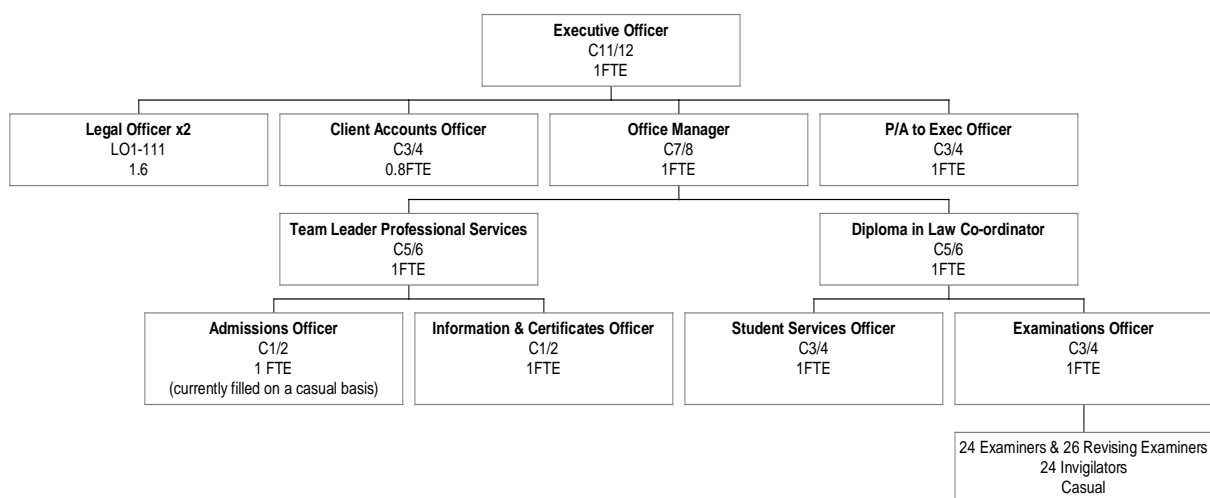 Executive Officer
C11/12
1FTE
Legal Officer x2
LO1-111
1.6
Client Accounts Officer
C3/4
0.8FTE
Office Manager
C7/8
1FTE
P/A to Exec Officer
C3/4
1FTE
Team Leader Professional Services
C5/6
1FTE
Diploma in Law Co-ordinator
C5/6
1FTE
Admissions Officer
C1/2
1 FTE
(currently filled on a casual basis)
Information & Certificates Officer
C1/2
1FTE
Student Services Officer
C3/4
1FTE
Examinations Officer
C3/4
1FTE
24 Examiners & 26 Revising Examiners
24 Invigilators
Casual